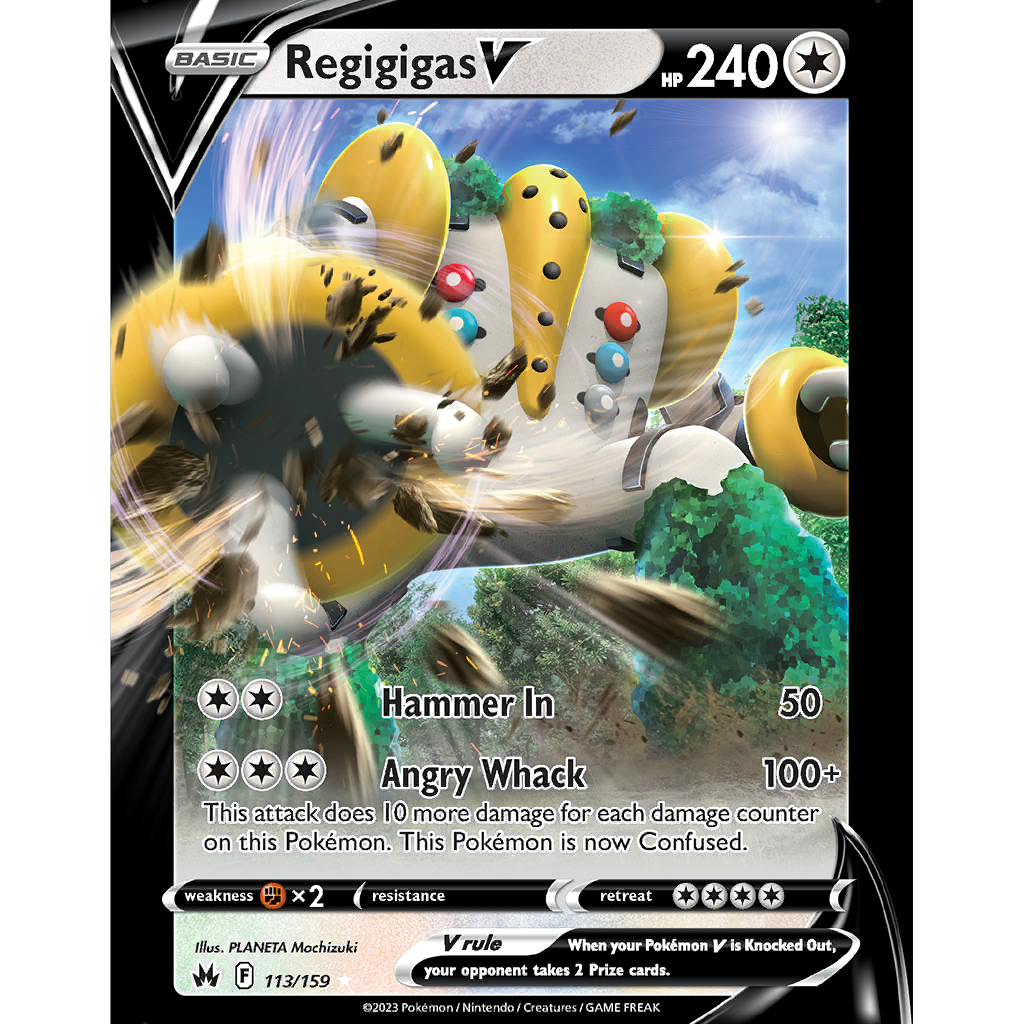 BASIC Regigigas V HP 240
Hammer In 50
Angry Whack 100+
This attack does 10 more damage for each damage counter
on this Pokémon. This Pokémon is now Confused.
weakness ×2 resistance retreat
Illus. PLANETA Mochizuki
V rule When your Pokémon V is Knocked Out,
your opponent takes 2 Prize cards.
F 113/159
©2023 Pokémon / Nintendo / Creatures / GAME FREAK